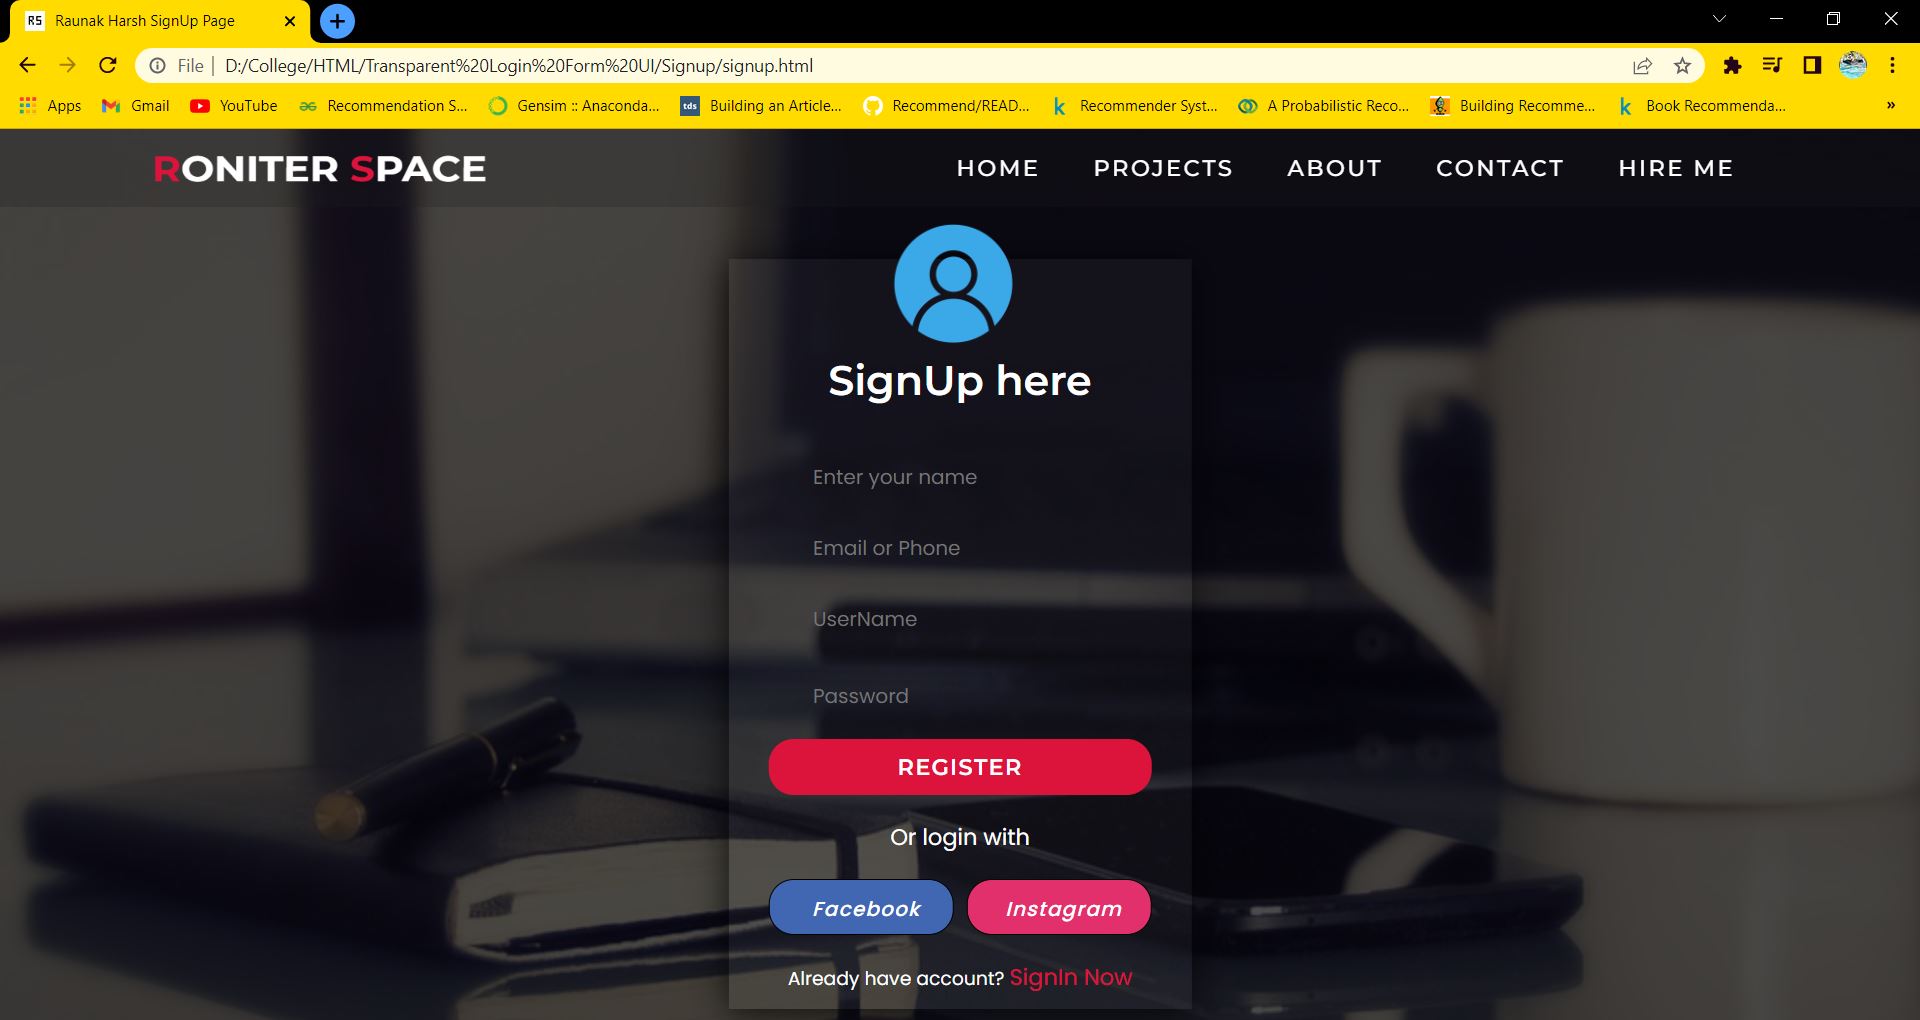 RS Raunak Harsh SignUp Page
File | D:/College/HTML/Transparent%20Login%20Form%20UI/Signup/signup.html
Apps Gmail YouTube Recommendation S... Gensim :: Anaconda... tds Building an Article... Recommend/READ... k Recommender Syst... A Probabilistic Reco... Building Recomme... k Book Recommenda... »
RONITER SPACE HOME PROJECTS ABOUT CONTACT HIRE ME
SignUp here
Enter your name
Email or Phone
UserName
Password
REGISTER
Or login with
Facebook Instagram
Already have account? SignIn Now